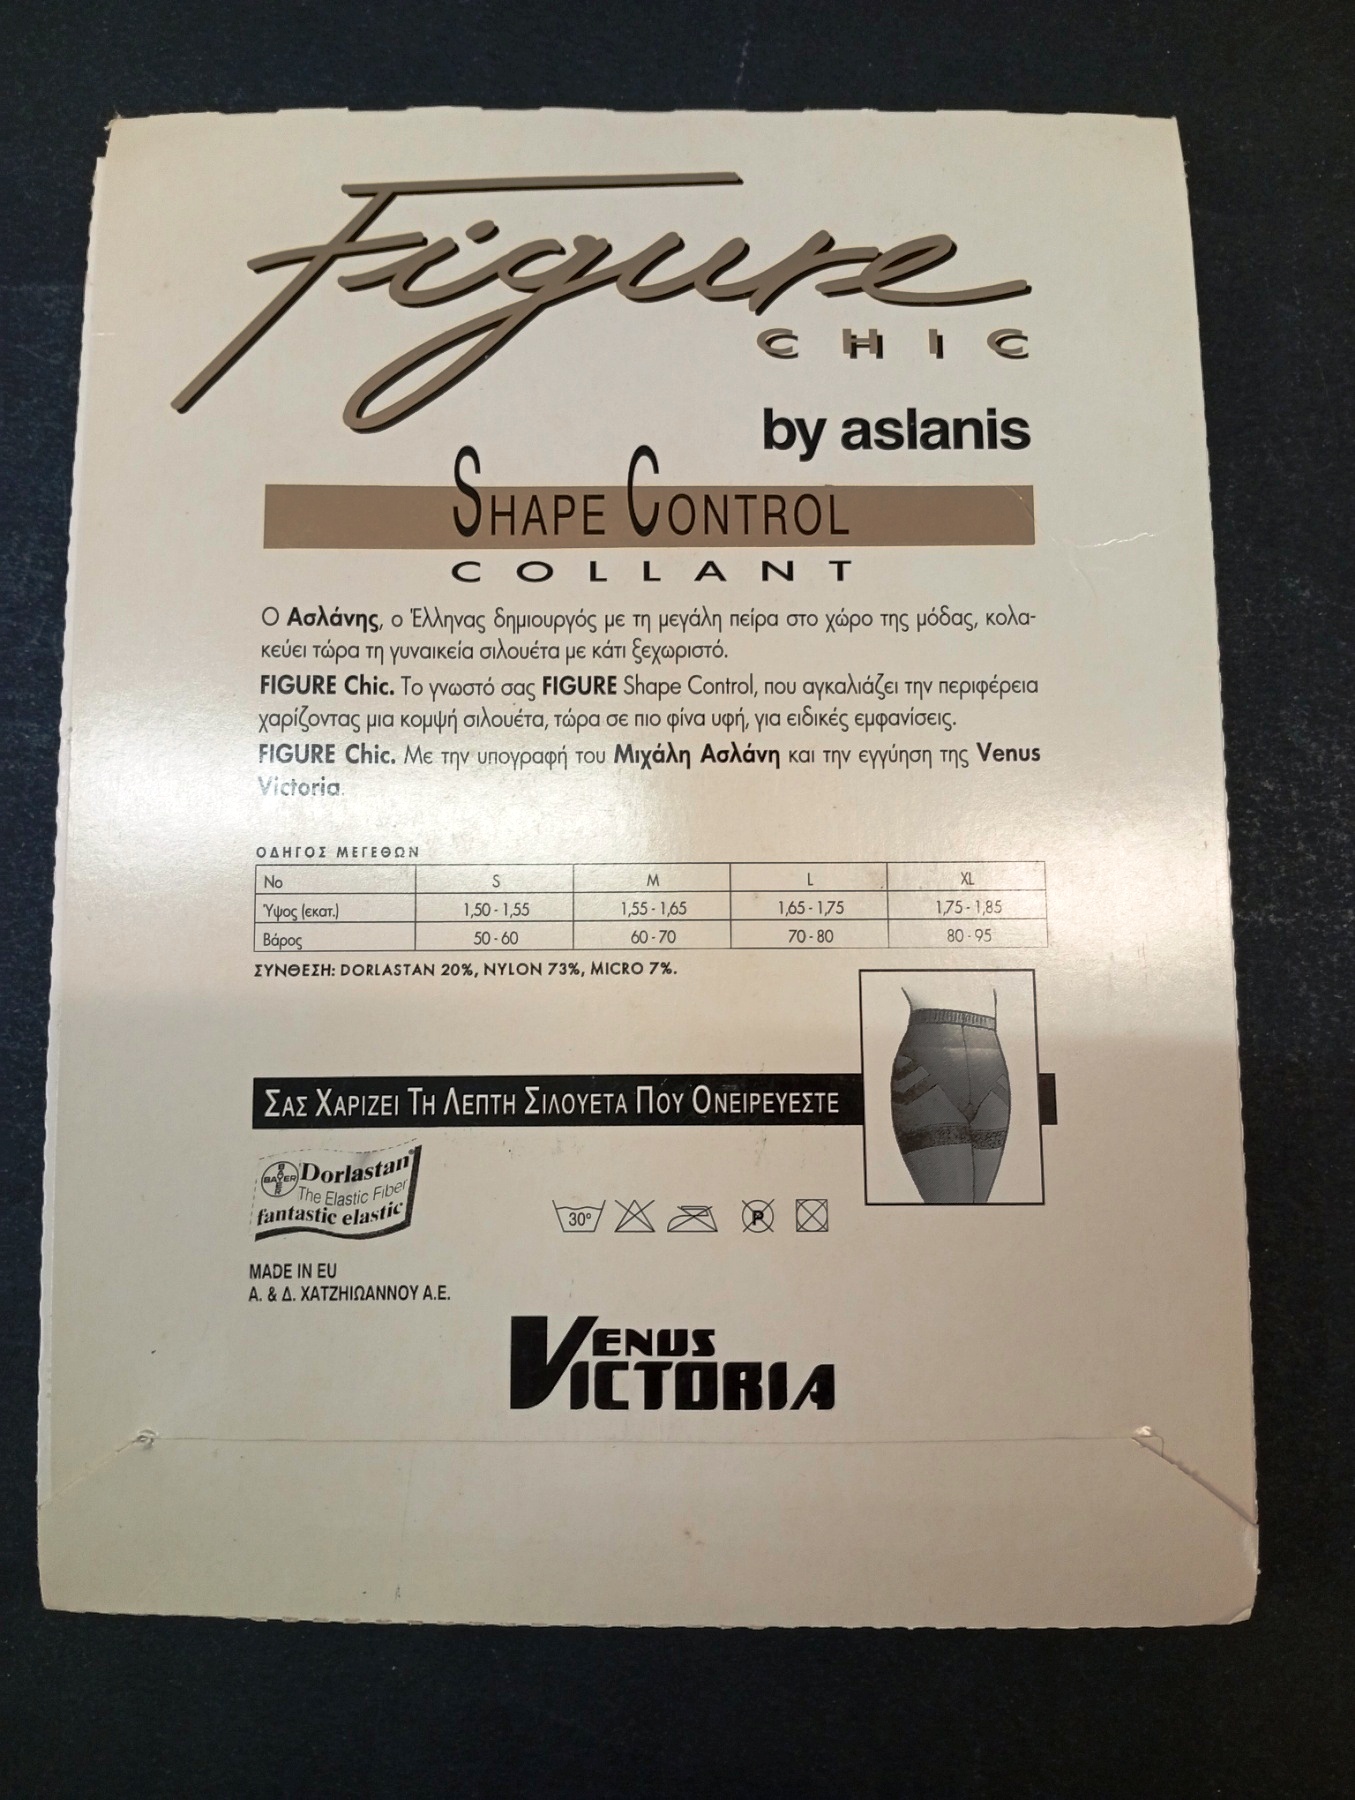 Figure
CHIC
by aslanis
SHAPE CONTROL
COLLANT
Ο Ασλάνης, ο Έλληνας δημιουργός με τη μεγάλη πείρα στο χώρο της μόδας, κολα-
κεύει τώρα τη γυναικεία σιλουέτα με κάτι ξεχωριστό.
FIGURE Chic. Το γνωστό σας FIGURE Shape Control, που αγκαλιάζει την περιφέρεια
χαρίζοντας μια κομψή σιλουέτα, τώρα σε πιο φίνα υφή, για ειδικές εμφανίσεις.
FIGURE Chic. Με την υπογραφή του Μιχάλη Ασλάνη και την εγγύηση της Venus
Victoria.
ΟΔΗΓΟΣ ΜΕΓΕΘΩΝ
Νο S M L XL
Ύψος (εκατ.) 1,50 - 1,55 1,55 - 1,65 1,65 - 1,75 1,75 - 1,85
Βάρος 50 - 60 60 - 70 70 - 80 80 - 95
ΣΥΝΘΕΣΗ: DORLASTAN 20%, NYLON 73%, MICRO 7%.
ΣΑΣ ΧΑΡΙΖΕΙ ΤΗ ΛΕΠΤΗ ΣΙΛΟΥΕΤΑ ΠΟΥ ΟΝΕΙΡΕΥΕΣΤΕ
BAYER Dorlastan
The Elastic Fiber
fantastic elastic
30° P
MADE IN EU
Α. & Δ. ΧΑΤΖΗΙΩΑΝΝΟΥ Α.Ε.
VENUS
VICTORIA